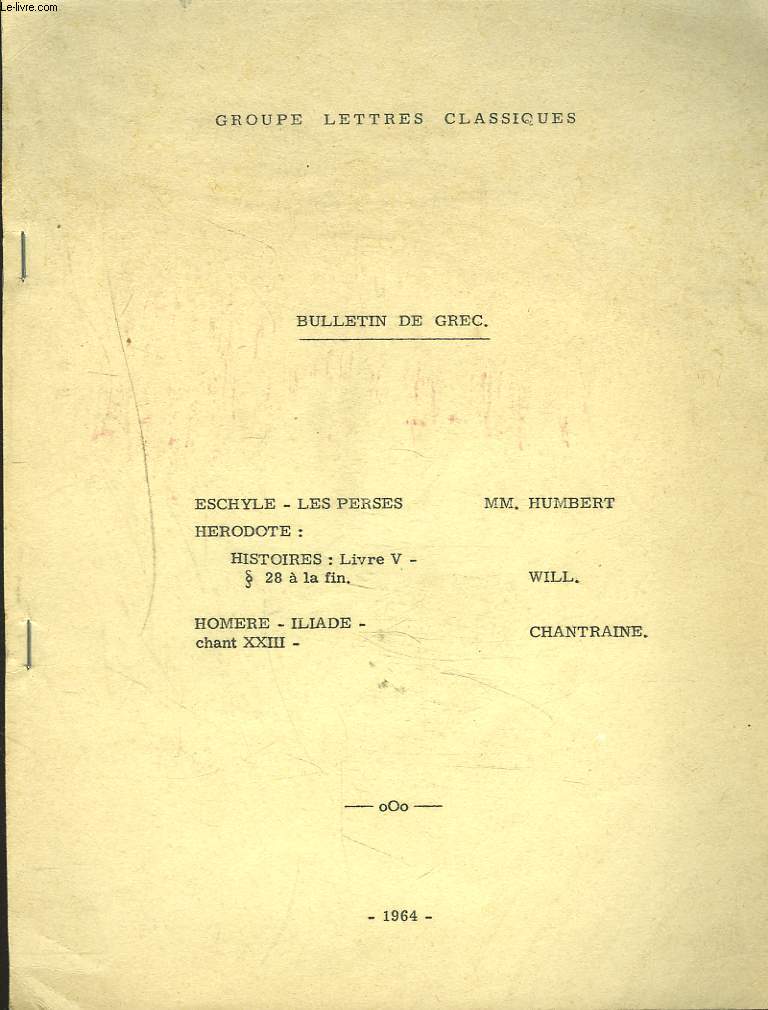 Le-livre.com
GROUPE LETTRES CLASSIQUES
BULLETIN DE GREC.
ESCHYLE - LES PERSES MM. HUMBERT
HERODOTE :
HISTOIRES : Livre V -
§ 28 à la fin. WILL.
HOMERE - ILIADE -
chant XXIII - CHANTRAINE.
— oOo —
- 1964 -